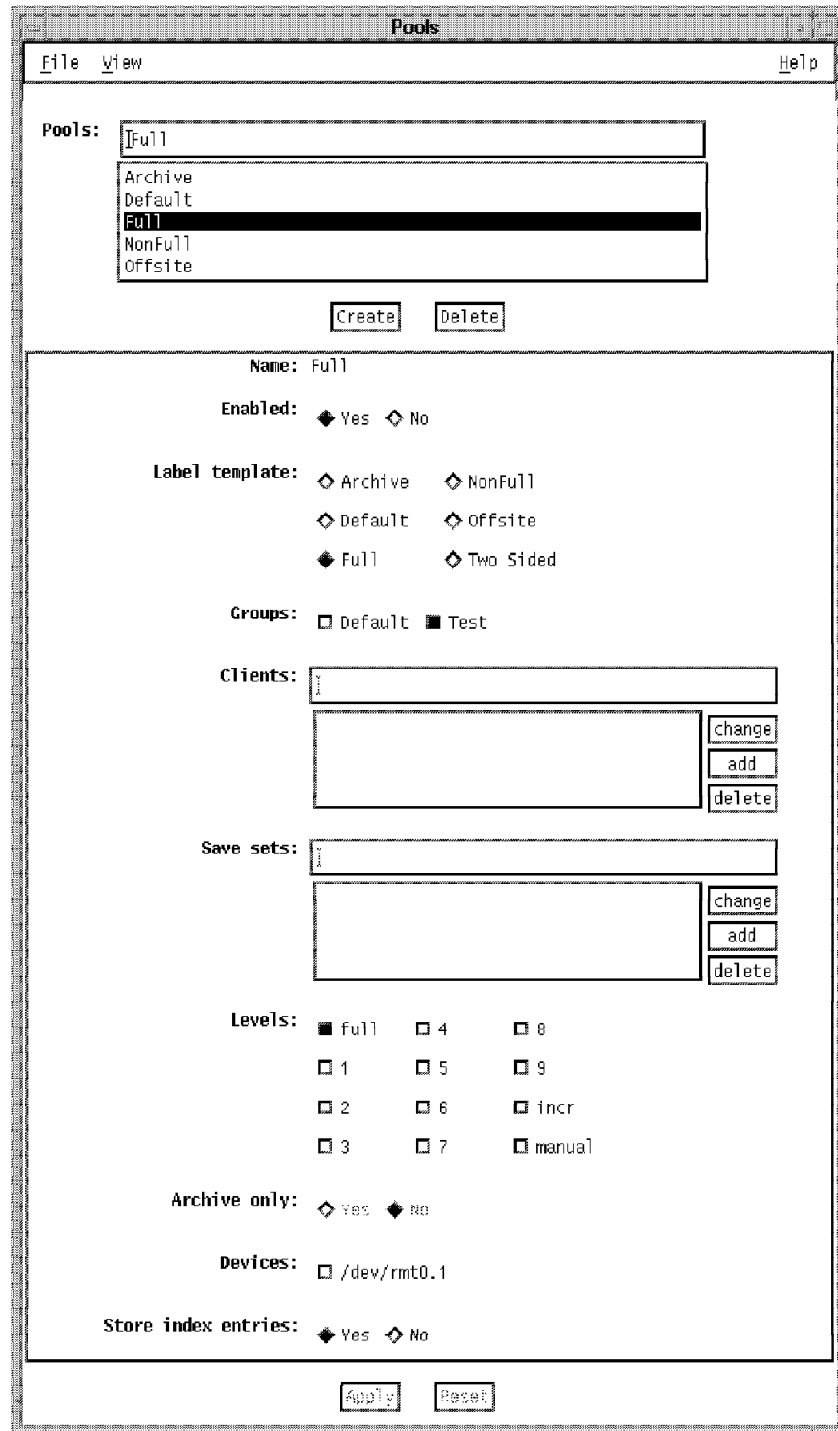 Pools
File View Help
Pools: Full
Archive
Default
Full
NonFull
Offsite
Create Delete
Name: Full
Enabled: Yes No
Label template: Archive NonFull
Default Offsite
Full Two Sided
Groups: Default Test
Clients:
change
add
delete
Save sets:
change
add
delete
Levels: full 4 8
1 5 9
2 6 incr
3 7 manual
Archive only: Yes No
Devices: /dev/rmt0.1
Store index entries: Yes No
Apply Reset